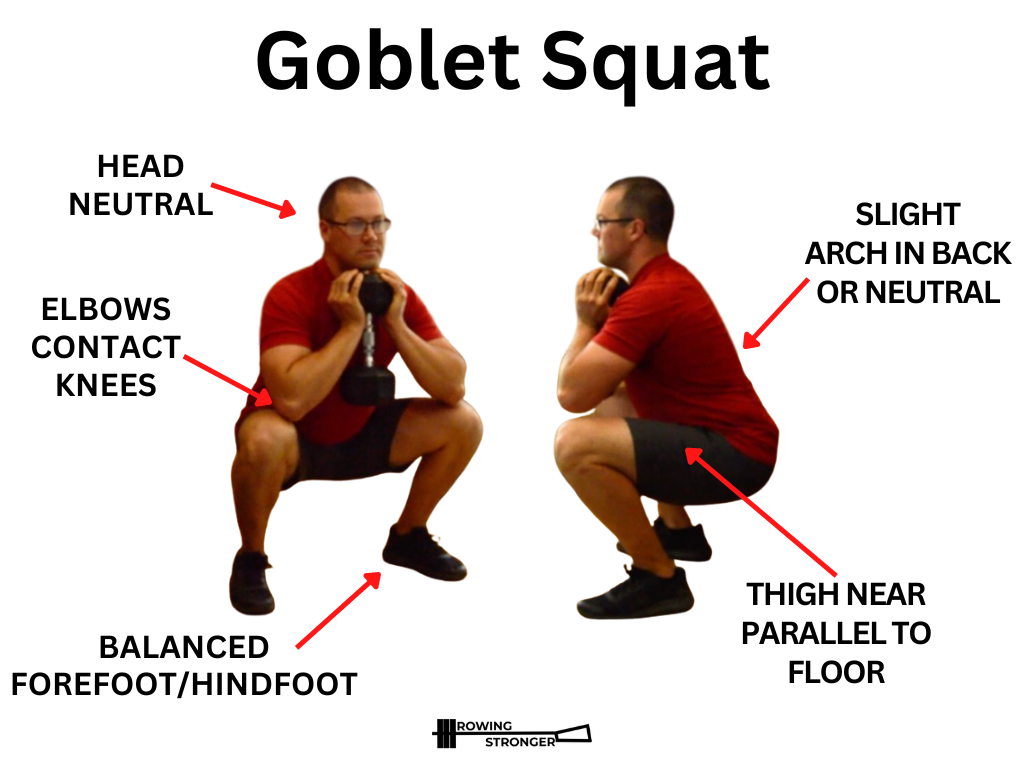 Goblet Squat
HEAD
NEUTRAL
SLIGHT
ARCH IN BACK
OR NEUTRAL
ELBOWS
CONTACT
KNEES
THIGH NEAR
PARALLEL TO
FLOOR
BALANCED
FOREFOOT/HINDFOOT
ROWING
STRONGER